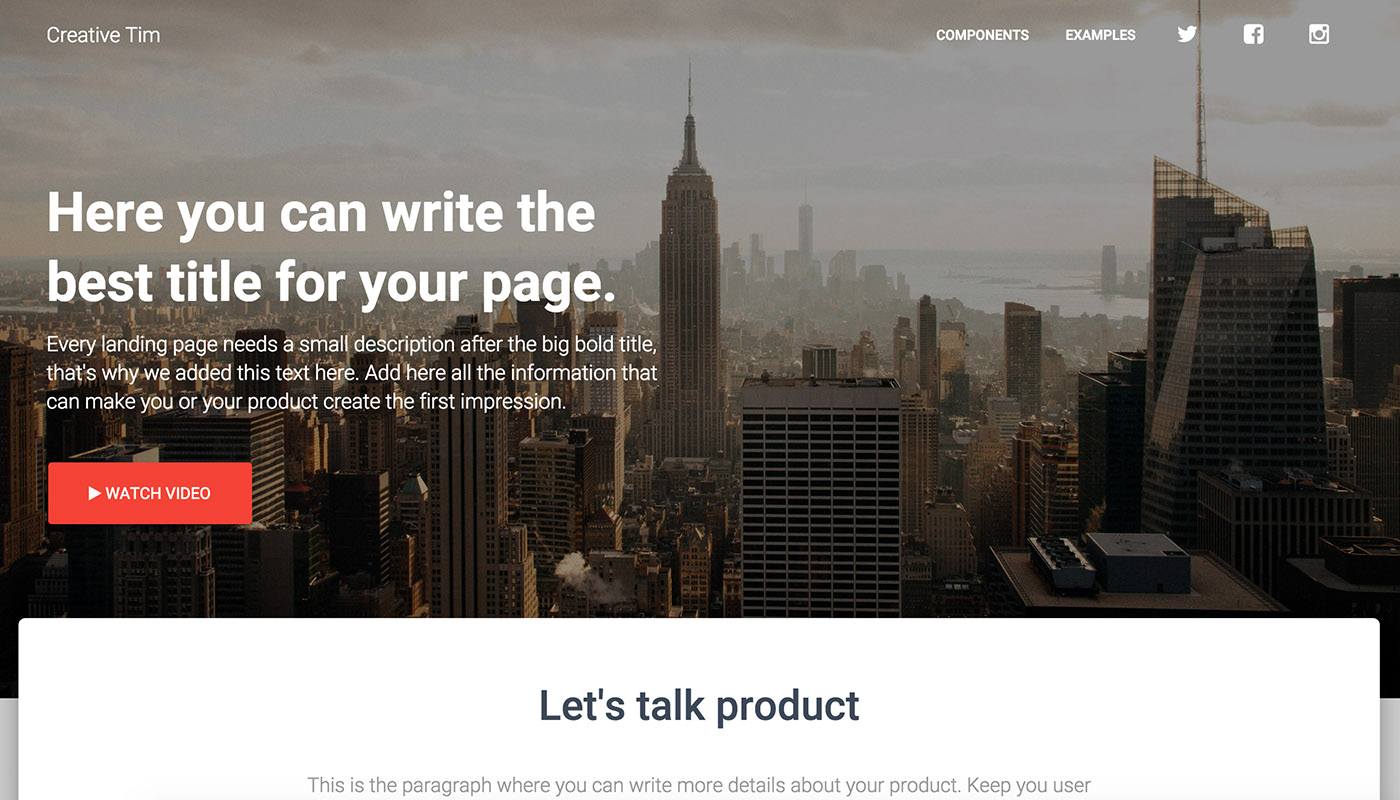 Creative Tim
COMPONENTS EXAMPLES
Here you can write the
best title for your page.
Every landing page needs a small description after the big bold title,
that's why we added this text here. Add here all the information that
can make you or your product create the first impression.
WATCH VIDEO
Let's talk product
This is the paragraph where you can write more details about your product. Keep you user